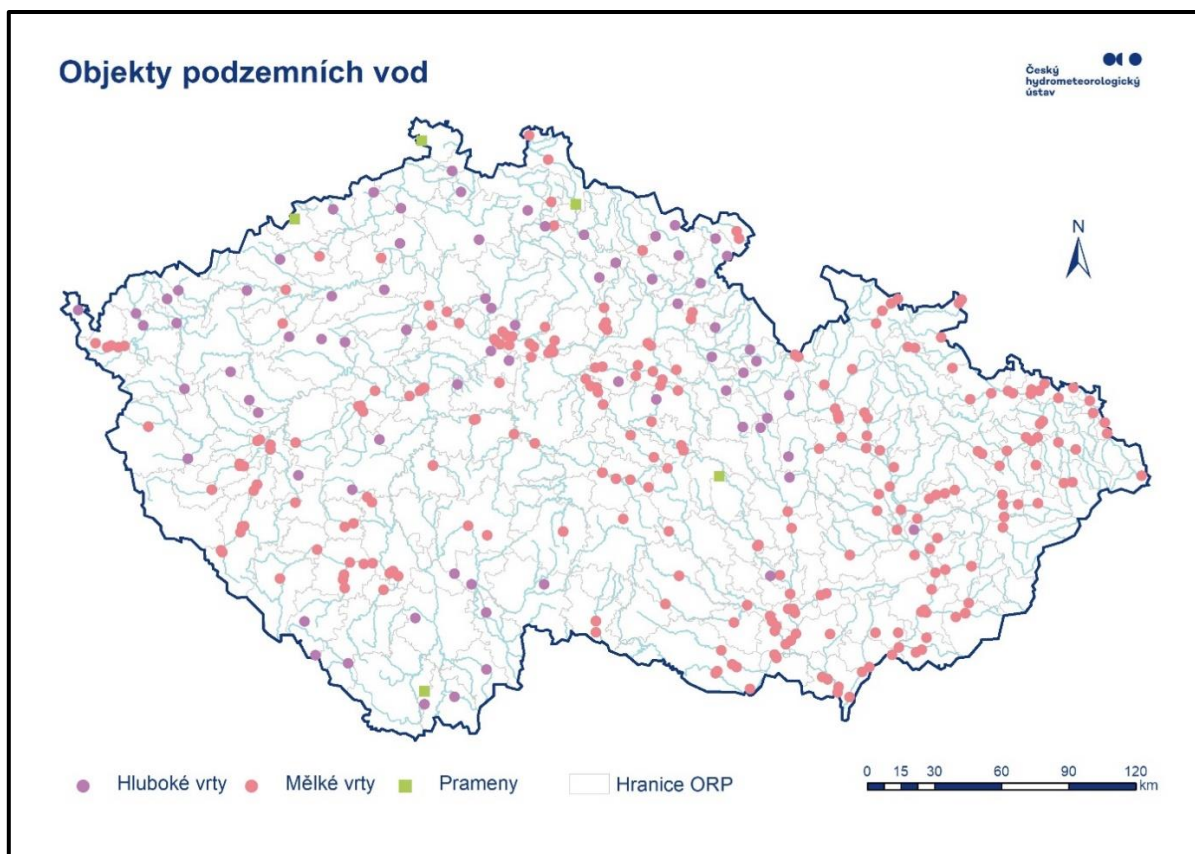 Objekty podzemních vod
Český
hydrometeorologický
ústav
N
Hluboké vrty
Mělké vrty
Prameny
Hranice ORP
0 15 30 60 90 120
km